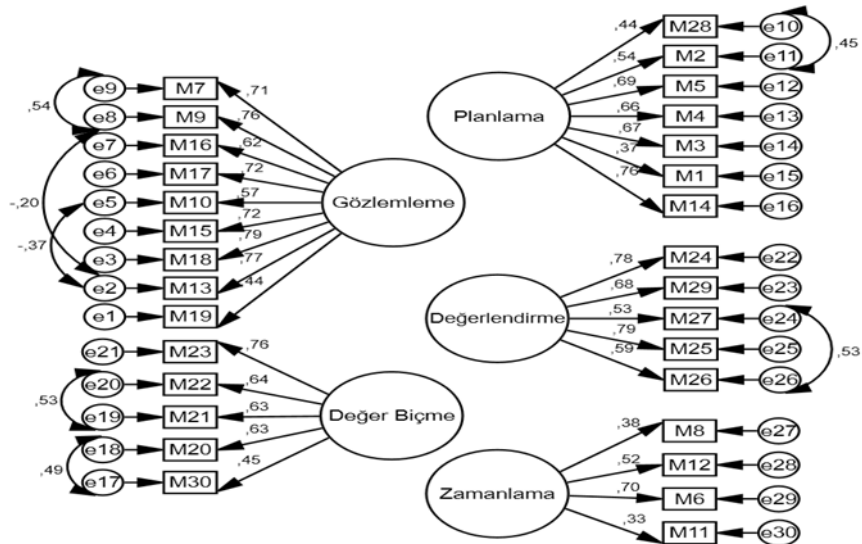 e9 M7 ,71
,54
e8 M9 ,76
e7 M16 ,62
e6 M17 ,72
-,20
e5 M10 ,57
Gözlemleme
e4 M15 ,72
-,37
e3 M18 ,79
e2 M13 ,77
e1 M19 ,44
e21 M23 ,76
e20 M22 ,64
,53
e19 M21 ,63
Değer Biçme
e18 M20 ,63
,49
e17 M30 ,45
,44 M28 e10
,45
,54 M2 e11
,69 M5 e12
Planlama
,66 M4 e13
,67 M3 e14
,37 M1 e15
,76 M14 e16
,78 M24 e22
,68 M29 e23
Değerlendirme
,53 M27 e24
,79 M25 e25
,53
,59 M26 e26
,38 M8 e27
,52 M12 e28
Zamanlama
,70 M6 e29
,33 M11 e30